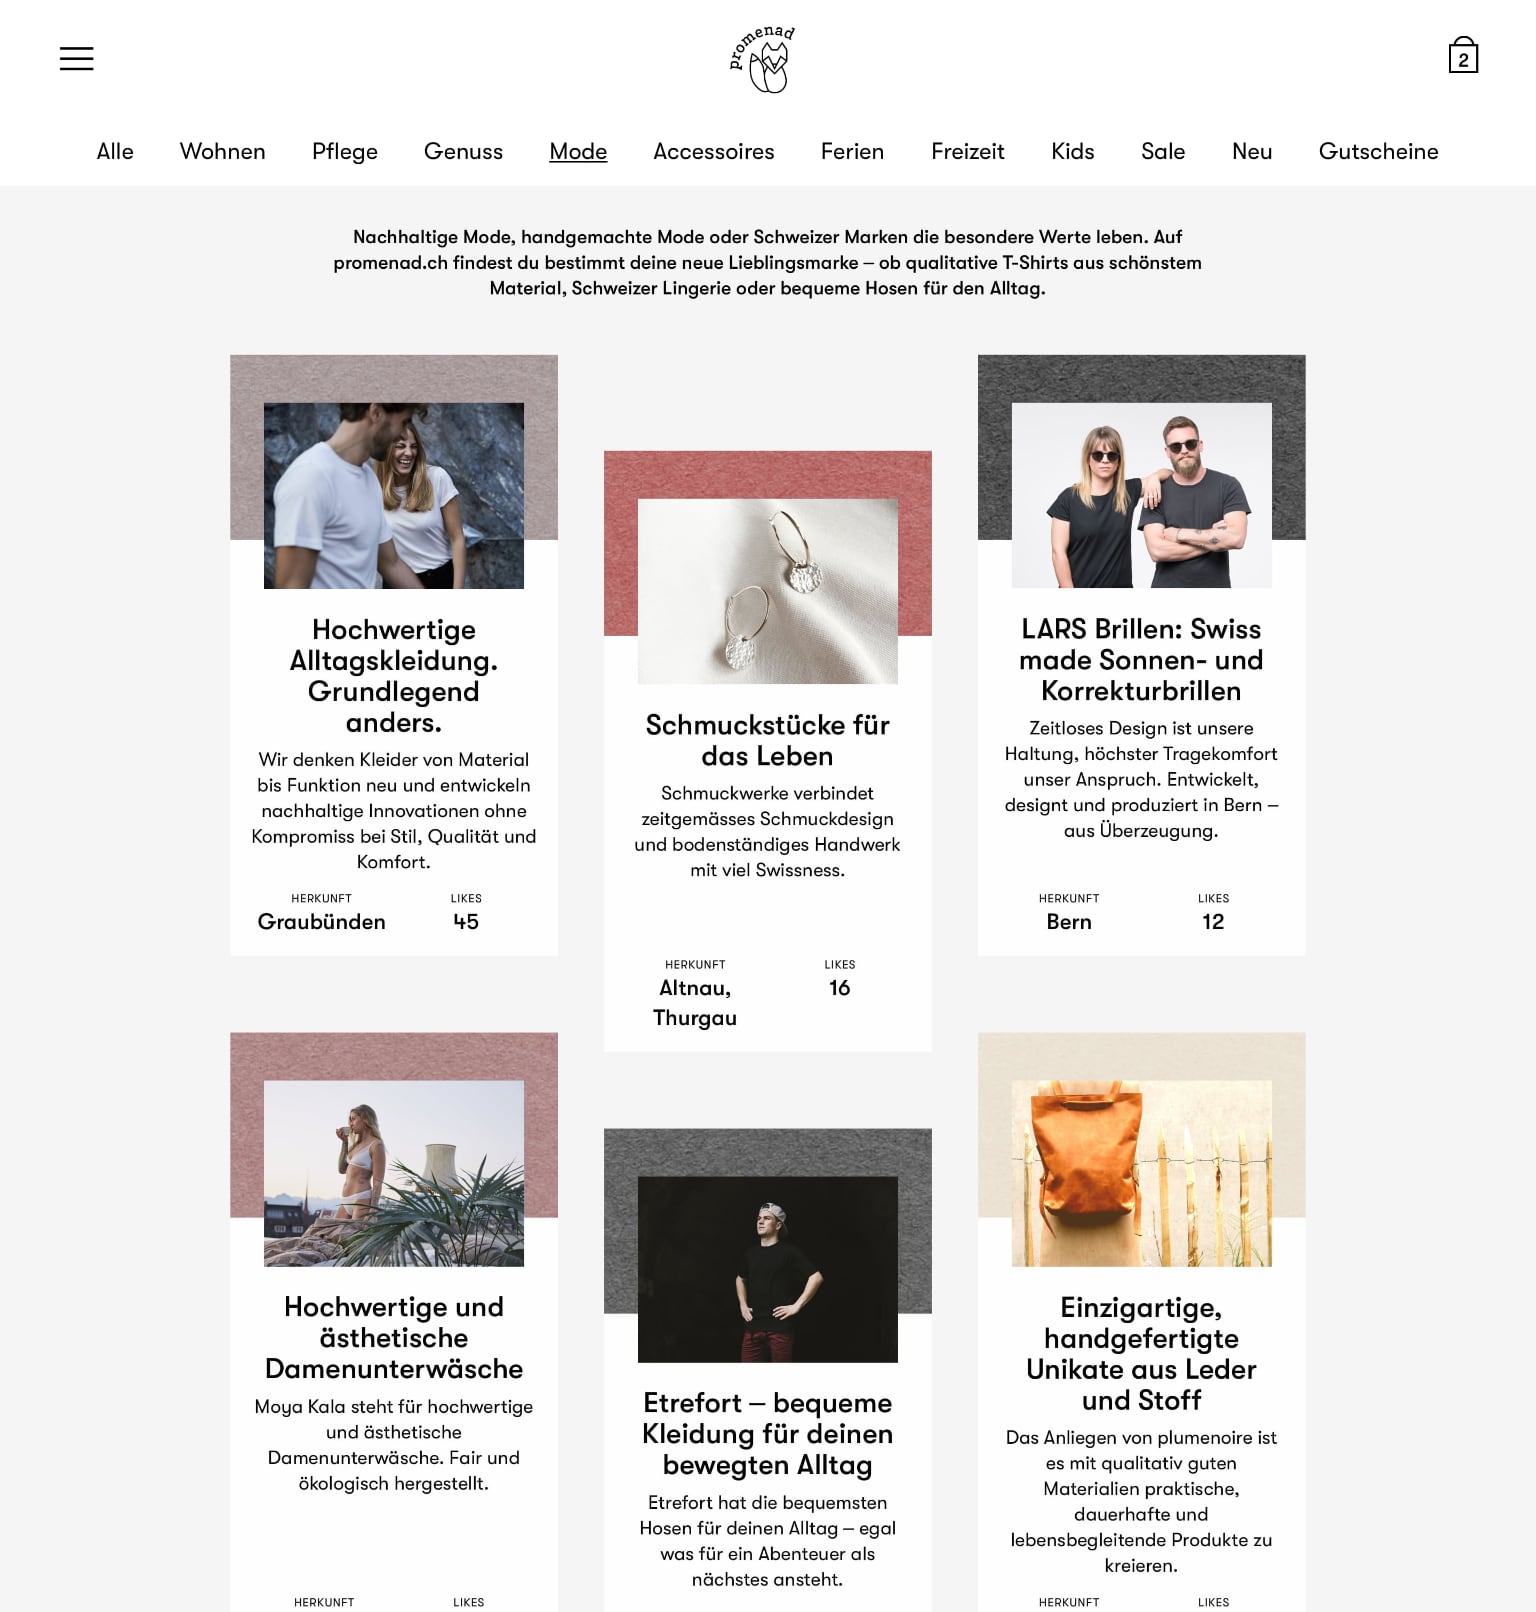 promenad
2
Alle Wohnen Pflege Genuss Mode Accessoires Ferien Freizeit Kids Sale Neu Gutscheine
Nachhaltige Mode, handgemachte Mode oder Schweizer Marken die besondere Werte leben. Auf
promenad.ch findest du bestimmt deine neue Lieblingsmarke – ob qualitative T-Shirts aus schönstem
Material, Schweizer Lingerie oder bequeme Hosen für den Alltag.
Hochwertige
Alltagskleidung.
Grundlegend
anders.
Wir denken Kleider von Material
bis Funktion neu und entwickeln
nachhaltige Innovationen ohne
Kompromiss bei Stil, Qualität und
Komfort.
HERKUNFT LIKES
Graubünden 45
Schmuckstücke für
das Leben
Schmuckwerke verbindet
zeitgemässes Schmuckdesign
und bodenständiges Handwerk
mit viel Swissness.
HERKUNFT LIKES
Altnau, 16
Thurgau
LARS Brillen: Swiss
made Sonnen- und
Korrekturbrillen
Zeitloses Design ist unsere
Haltung, höchster Tragekomfort
unser Anspruch. Entwickelt,
designt und produziert in Bern –
aus Überzeugung.
HERKUNFT LIKES
Bern 12
Hochwertige und
ästhetische
Damenunterwäsche
Moya Kala steht für hochwertige
und ästhetische
Damenunterwäsche. Fair und
ökologisch hergestellt.
HERKUNFT LIKES
Etrefort – bequeme
Kleidung für deinen
bewegten Alltag
Etrefort hat die bequemsten
Hosen für deinen Alltag – egal
was für ein Abenteuer als
nächstes ansteht.
Einzigartige,
handgefertigte
Unikate aus Leder
und Stoff
Das Anliegen von plumenoire ist
es mit qualitativ guten
Materialien praktische,
dauerhafte und
lebensbegleitende Produkte zu
kreieren.
HERKUNFT LIKES